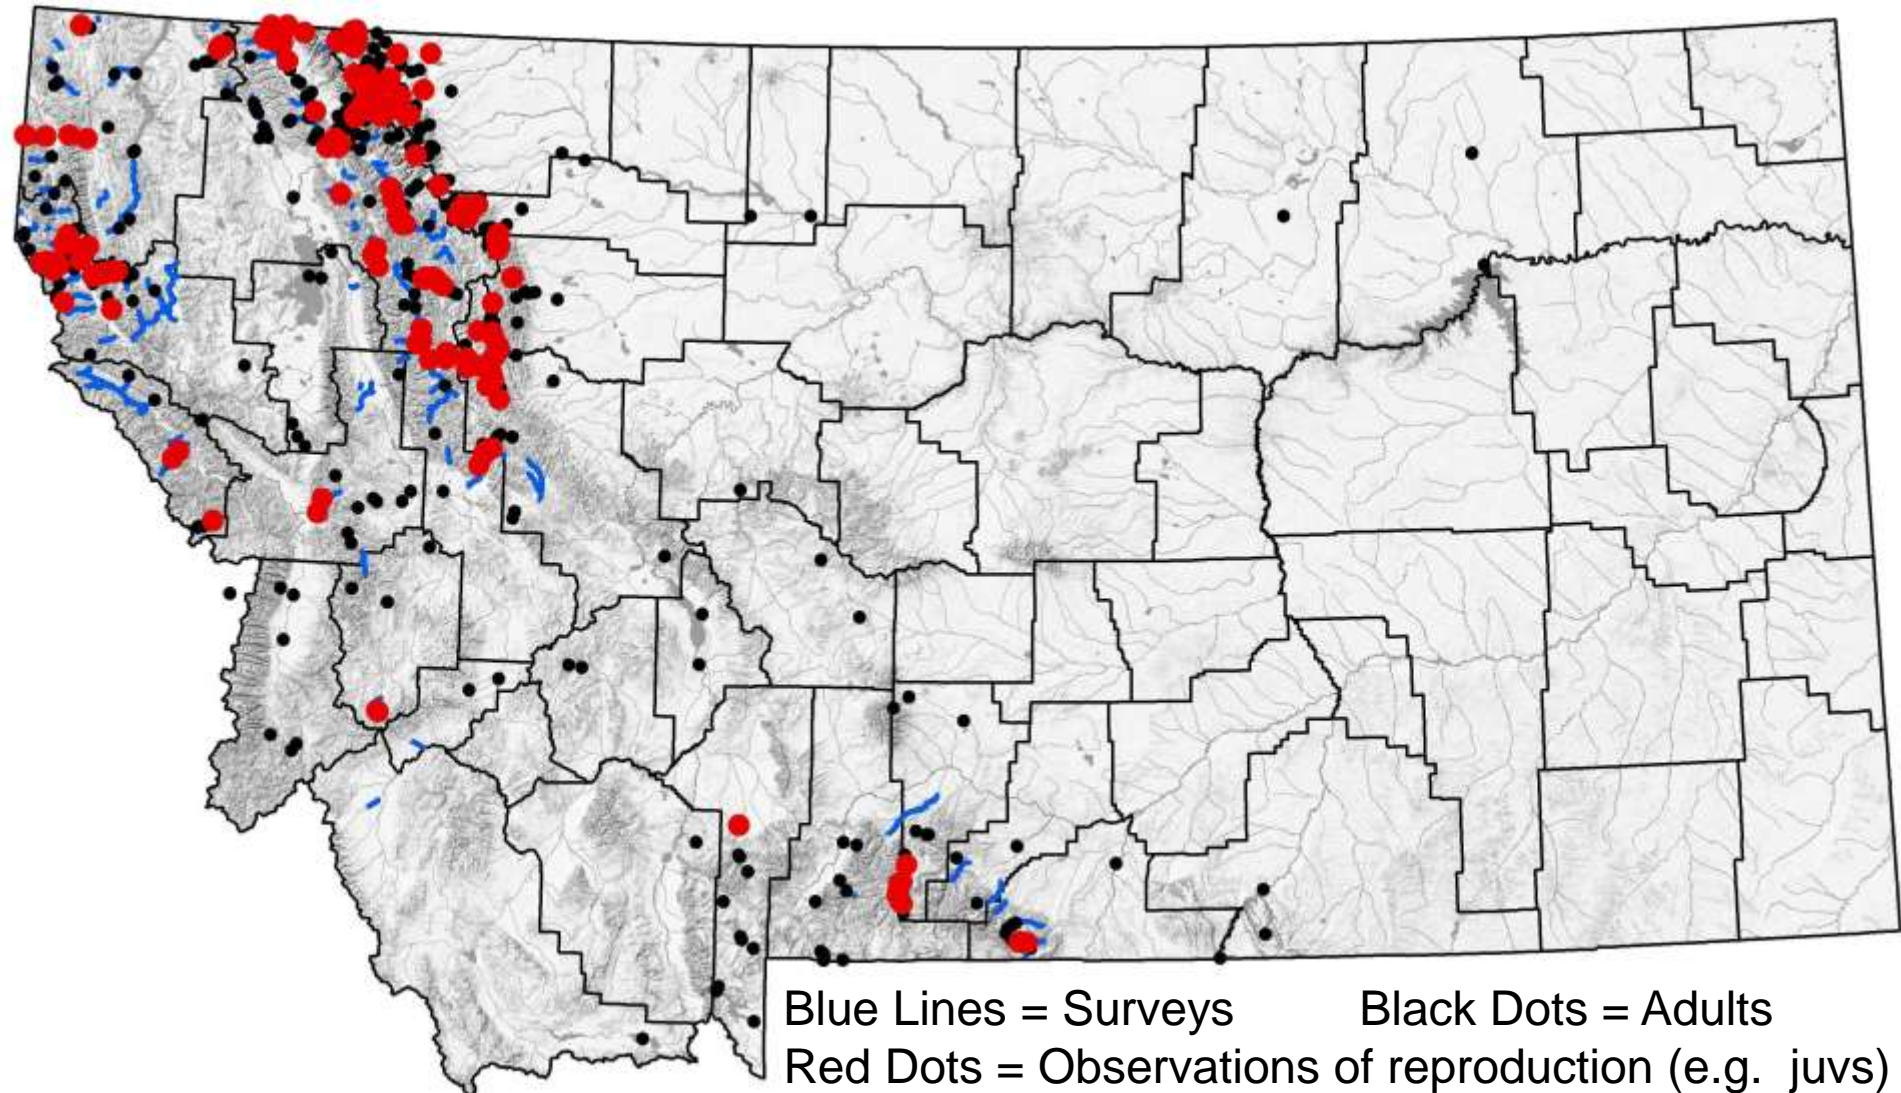 Blue Lines = Surveys Black Dots = Adults
Red Dots = Observations of reproduction (e.g. juvs)